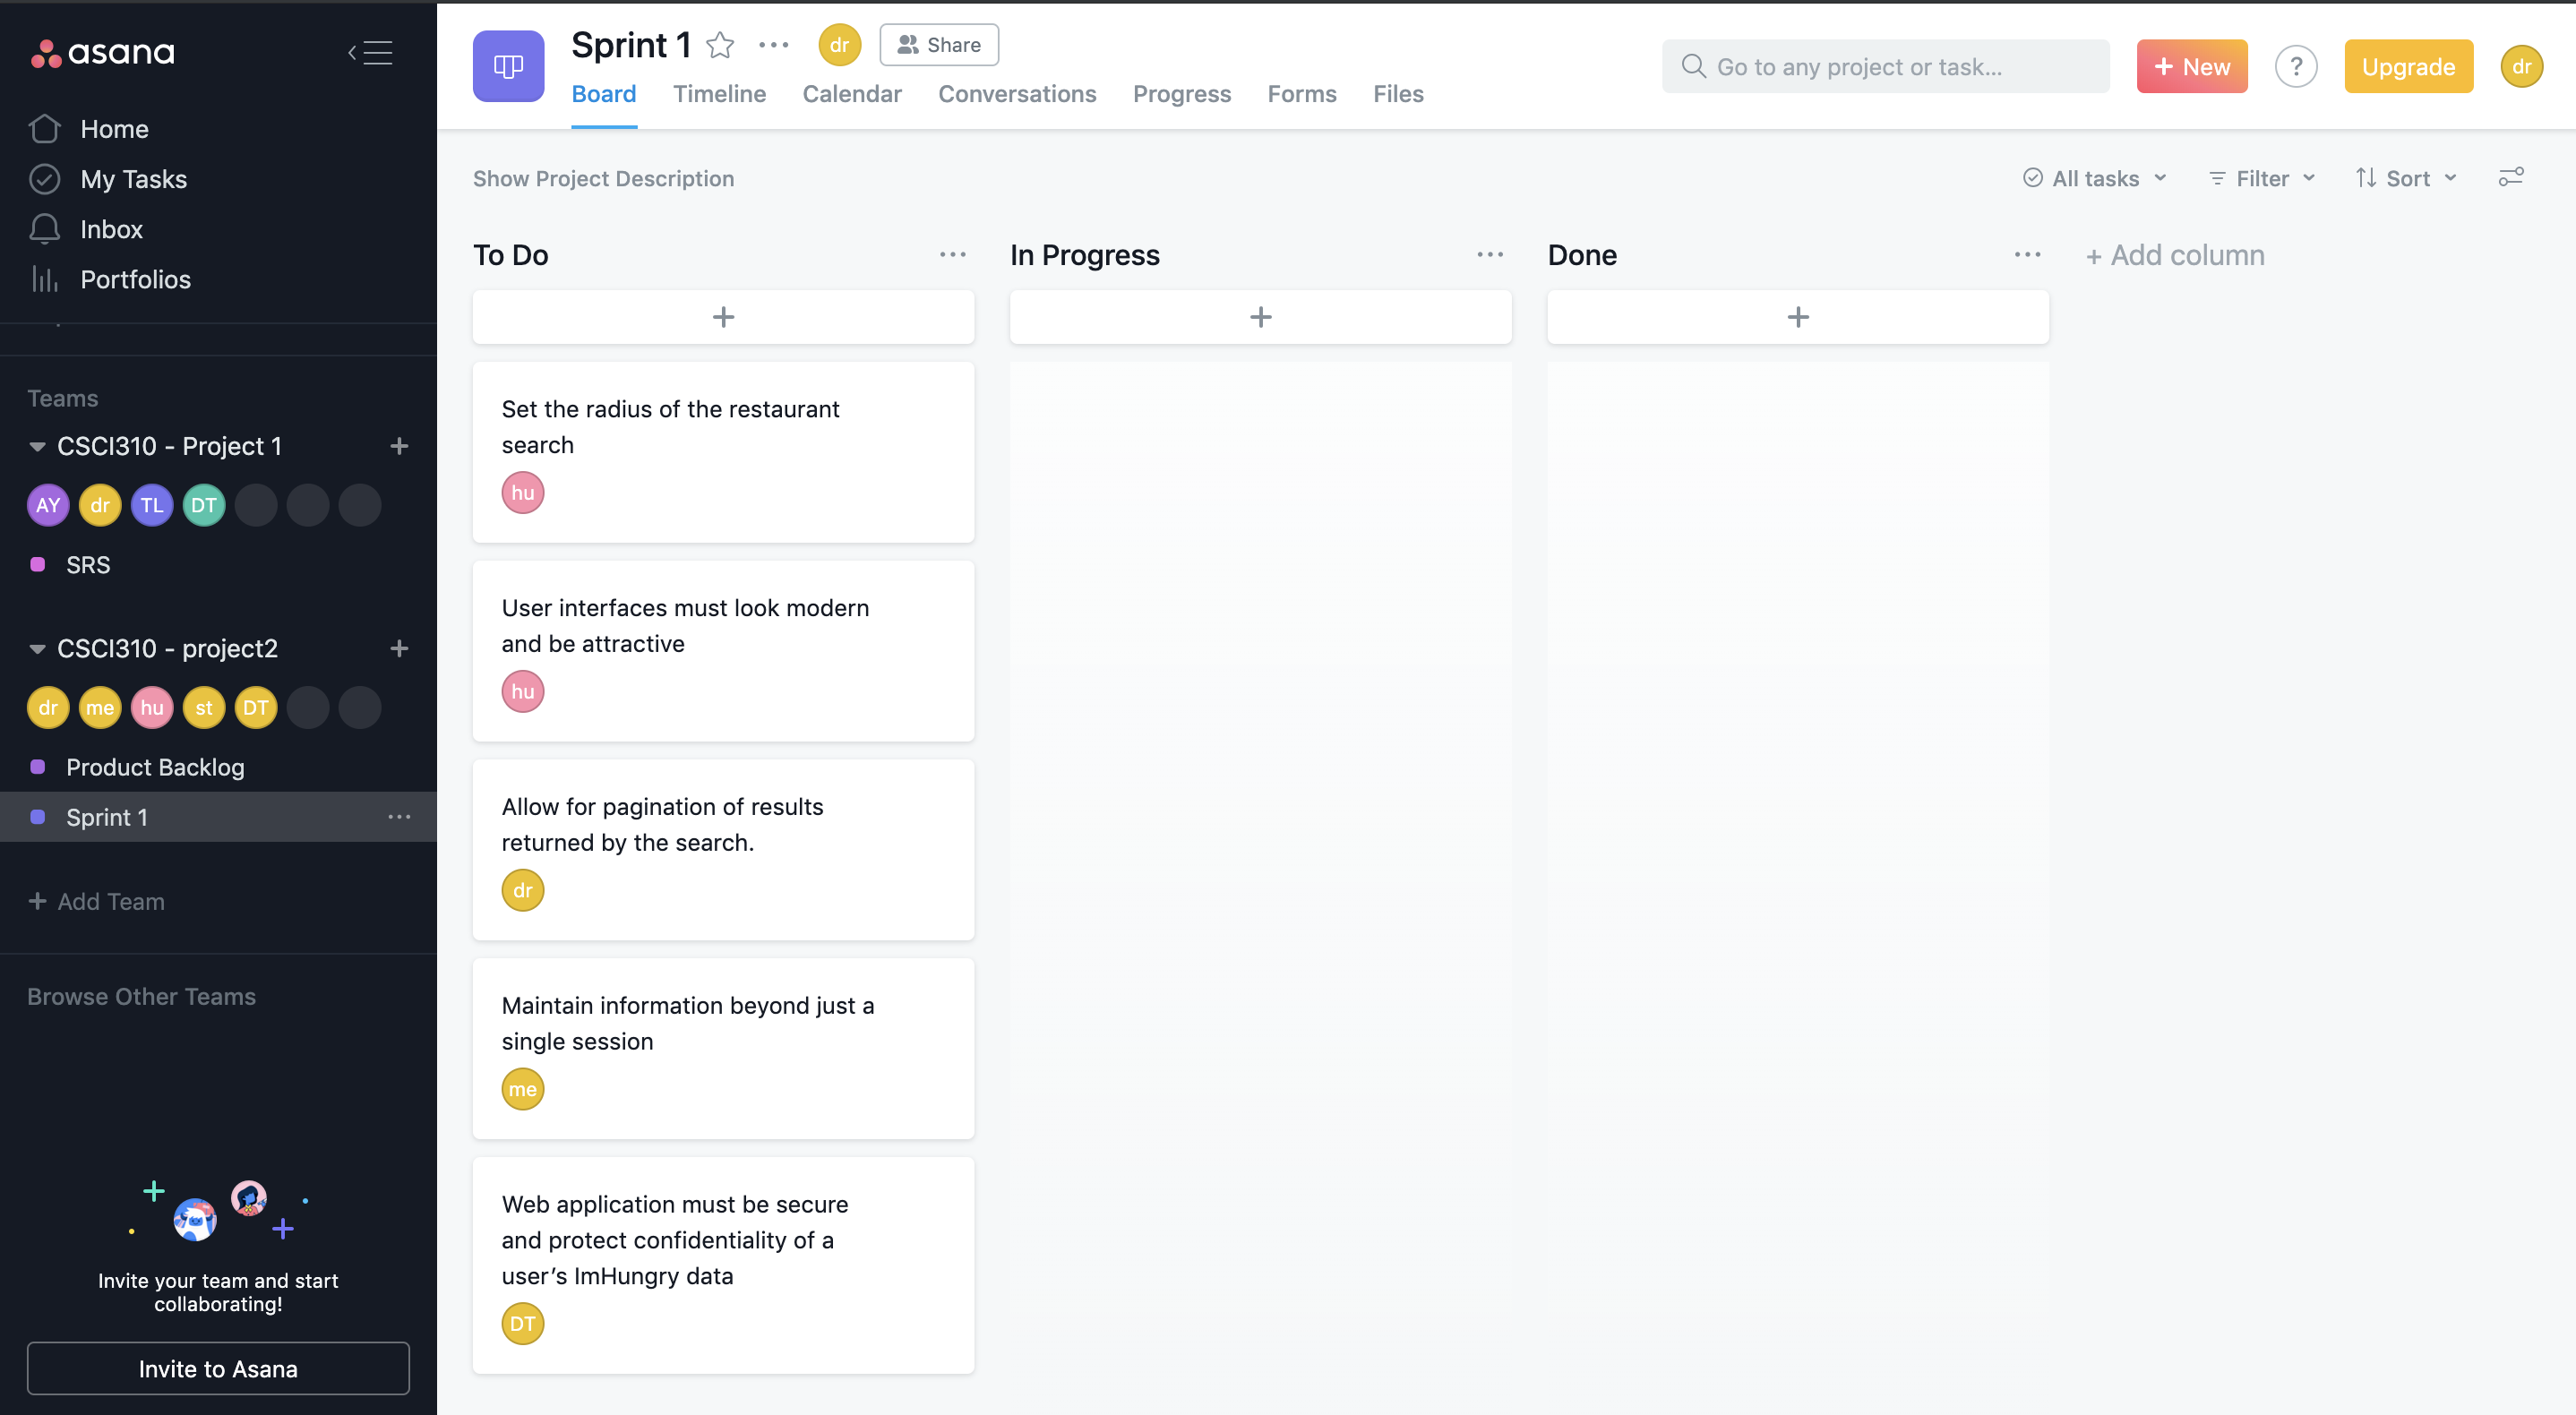 asana
Home
My Tasks
Inbox
Portfolios
Teams
CSCI310 - Project 1
AY dr TL DT
SRS
CSCI310 - project2
dr me hu st DT
Product Backlog
Sprint 1
+ Add Team
Browse Other Teams
Invite your team and start
collaborating!
Invite to Asana
Sprint 1
dr
Share
Board Timeline Calendar Conversations Progress Forms Files
Go to any project or task...
+ New
?
Upgrade
dr
Show Project Description
All tasks
Filter
Sort
To Do
Set the radius of the restaurant
search
hu
User interfaces must look modern
and be attractive
hu
Allow for pagination of results
returned by the search.
dr
Maintain information beyond just a
single session
me
Web application must be secure
and protect confidentiality of a
user’s ImHungry data
DT
In Progress
Done
+ Add column